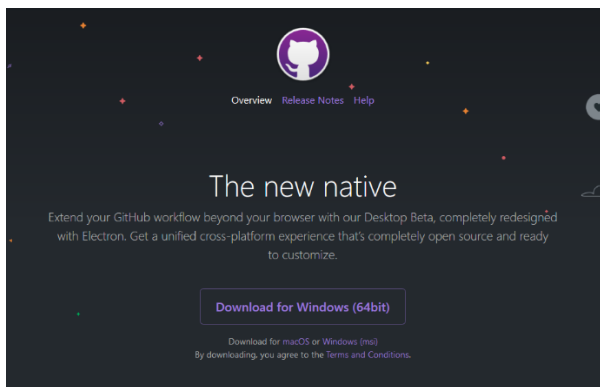 Overview Release Notes Help
The new native
Extend your GitHub workflow beyond your browser with our Desktop Beta, completely redesigned
with Electron. Get a unified cross-platform experience that's completely open source and ready
to customize.
Download for Windows (64bit)
Download for macOS or Windows (msi)
By downloading, you agree to the Terms and Conditions.